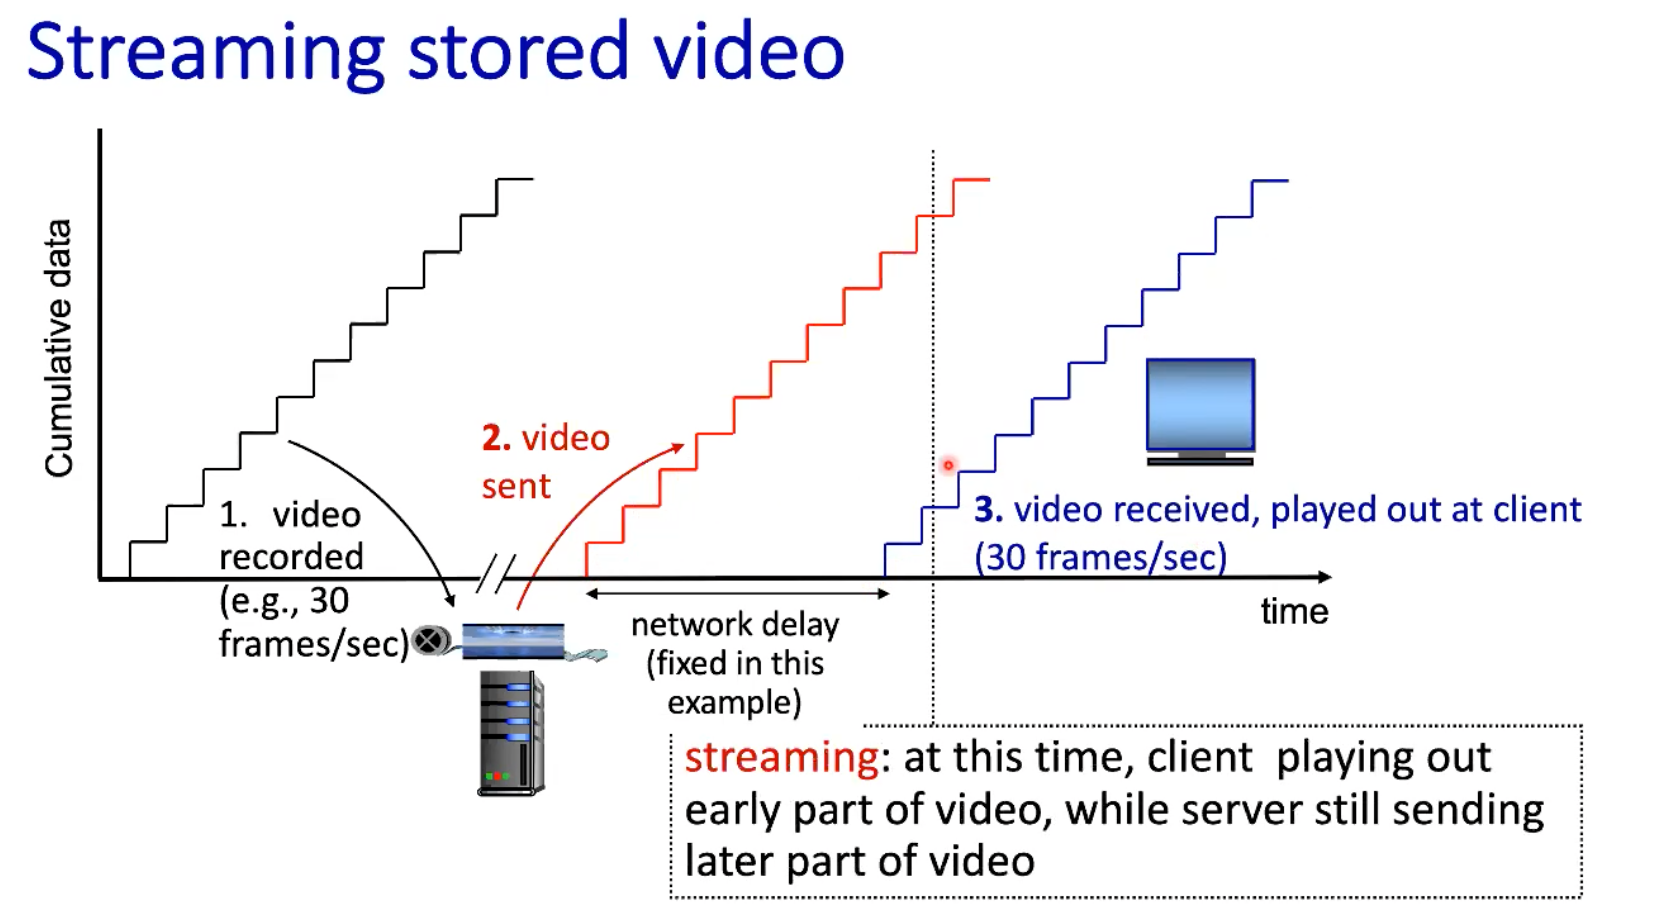 Streaming stored video
Cumulative data
1. video
recorded
(e.g., 30
frames/sec)
2. video
sent
3. video received, played out at client
(30 frames/sec)
time
network delay
(fixed in this
example)
streaming: at this time, client playing out
early part of video, while server still sending
later part of video